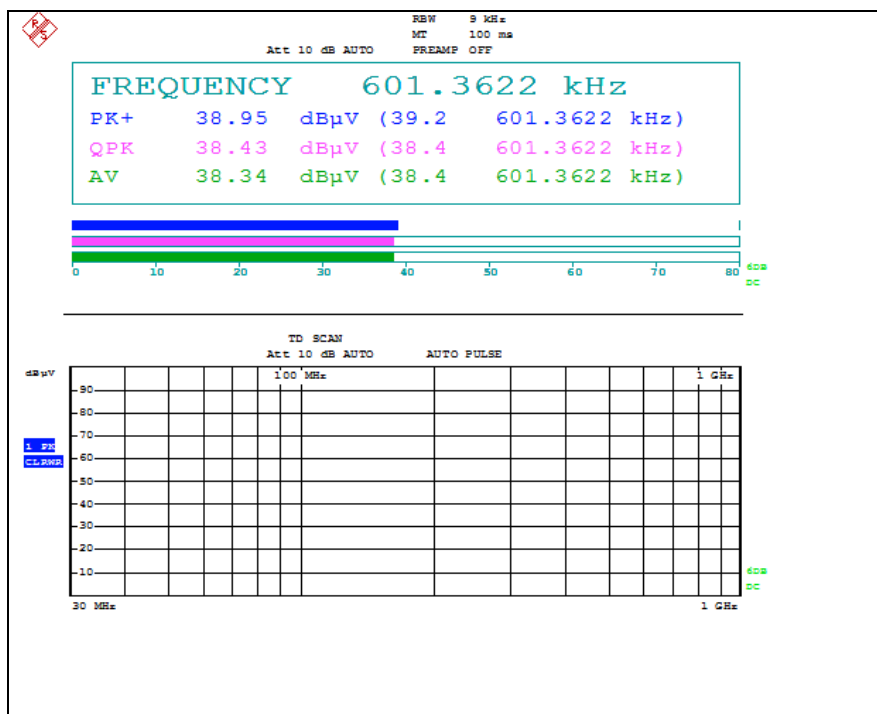 R S
RBW 9 kHz
MT 100 ms
Att 10 dB AUTO PREAMP OFF
FREQUENCY 601.3622 kHz
PK+ 38.95 dBµV (39.2 601.3622 kHz)
QPK 38.43 dBµV (38.4 601.3622 kHz)
AV 38.34 dBµV (38.4 601.3622 kHz)
0 10 20 30 40 50 60 70 80
6DB
DC
TD SCAN
Att 10 dB AUTO AUTO PULSE
dBµV
100 MHz 1 GHz
90
80
70
1 PK
CLRWR
60
50
40
30
20
10
6DB
DC
30 MHz 1 GHz